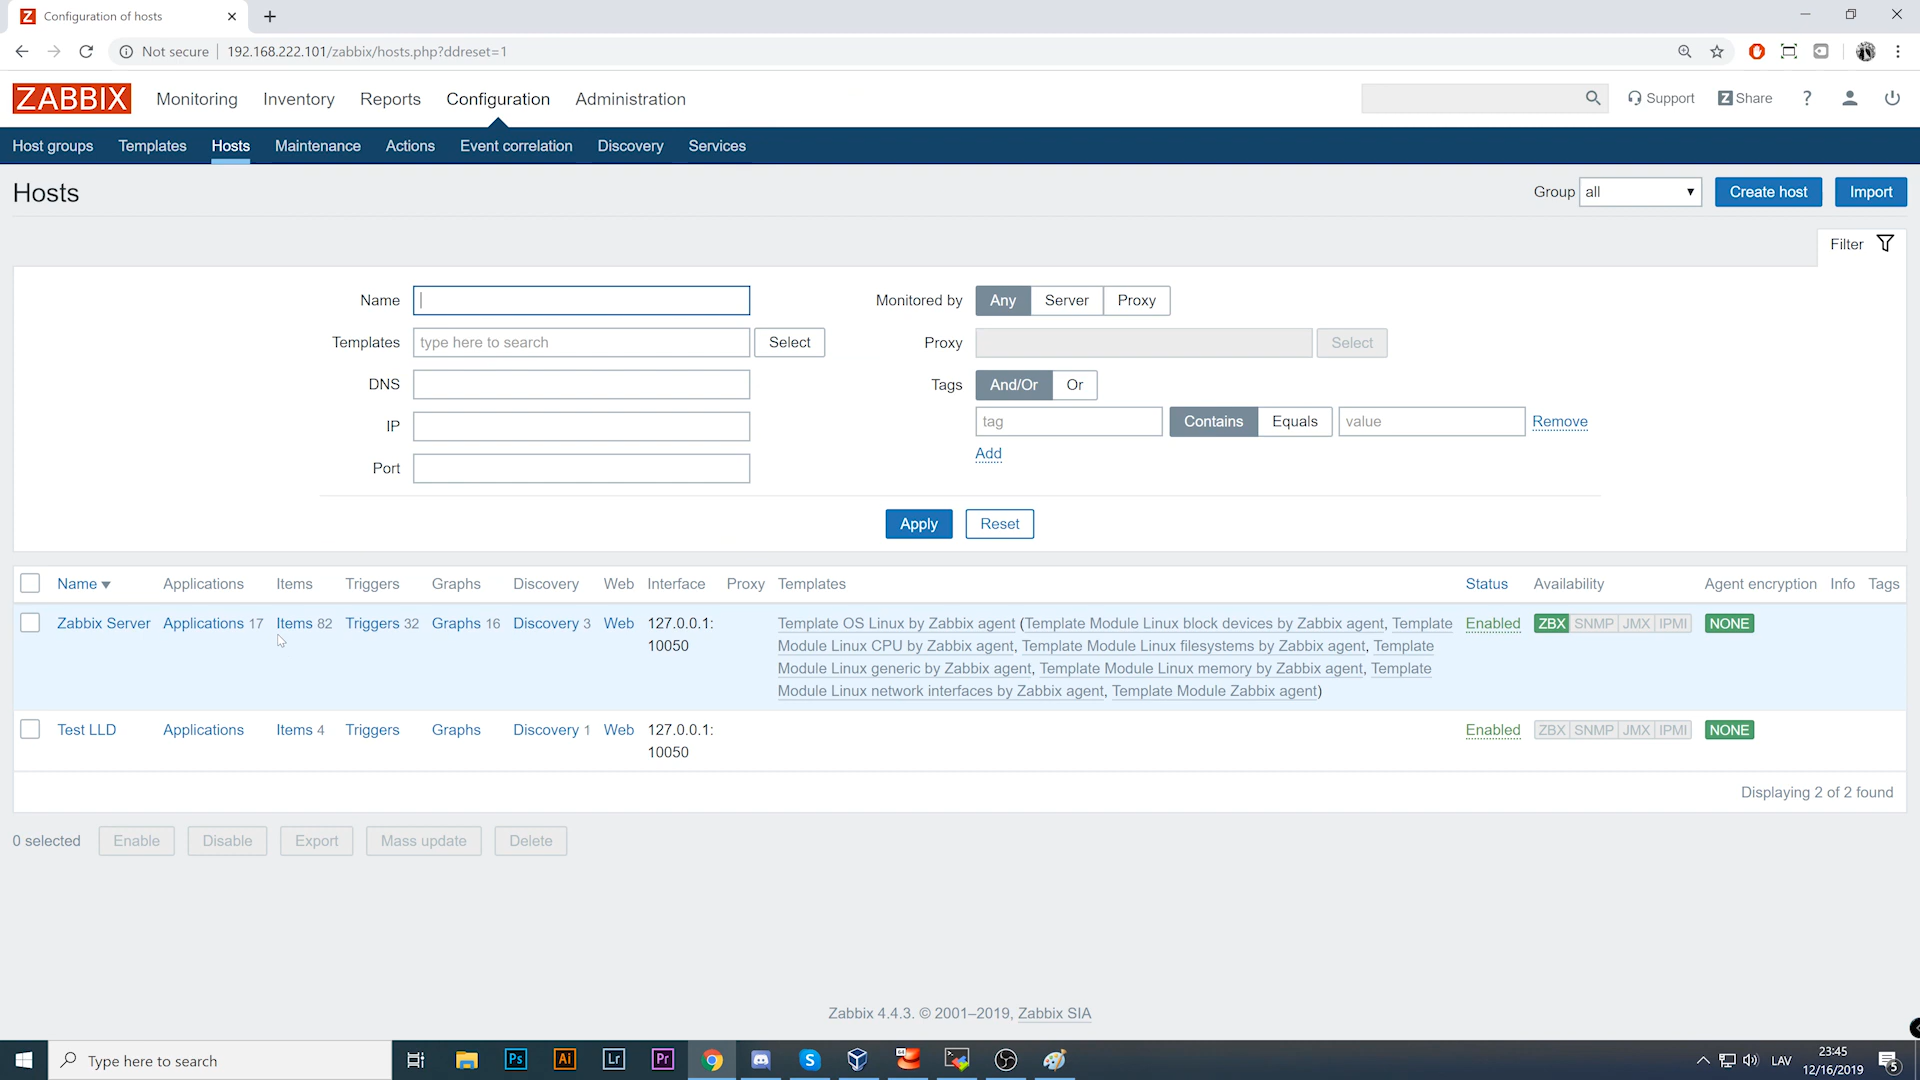 Configuration of hosts
Not secure 192.168.222.101/zabbix/hosts.php?ddreset=1
ZABBIX Monitoring Inventory Reports Configuration Administration Support Z Share ?
Host groups Templates Hosts Maintenance Actions Event correlation Discovery Services
Hosts Group all Create host Import
Filter
Name Monitored by Any Server Proxy
Templates type here to search Select Proxy Select
DNS Tags And/Or Or
IP tag Contains Equals value Remove
Add
Port
Apply Reset
Name Applications Items Triggers Graphs Discovery Web Interface Proxy Templates Status Availability Agent encryption Info Tags
Zabbix Server Applications 17 Items 82 Triggers 32 Graphs 16 Discovery 3 Web 127.0.0.1: Template OS Linux by Zabbix agent (Template Module Linux block devices by Zabbix agent, Template Enabled ZBX SNMP JMX IPMI NONE
10050 Module Linux CPU by Zabbix agent, Template Module Linux filesystems by Zabbix agent, Template
Module Linux generic by Zabbix agent, Template Module Linux memory by Zabbix agent, Template
Module Linux network interfaces by Zabbix agent, Template Module Zabbix agent)
Test LLD Applications Items 4 Triggers Graphs Discovery 1 Web 127.0.0.1: Enabled ZBX SNMP JMX IPMI NONE
10050
Displaying 2 of 2 found
0 selected Enable Disable Export Mass update Delete
Zabbix 4.4.3. © 2001–2019, Zabbix SIA
Type here to search Ps Ai Lr Pr S 64 LAV 23:45
12/16/2019 5